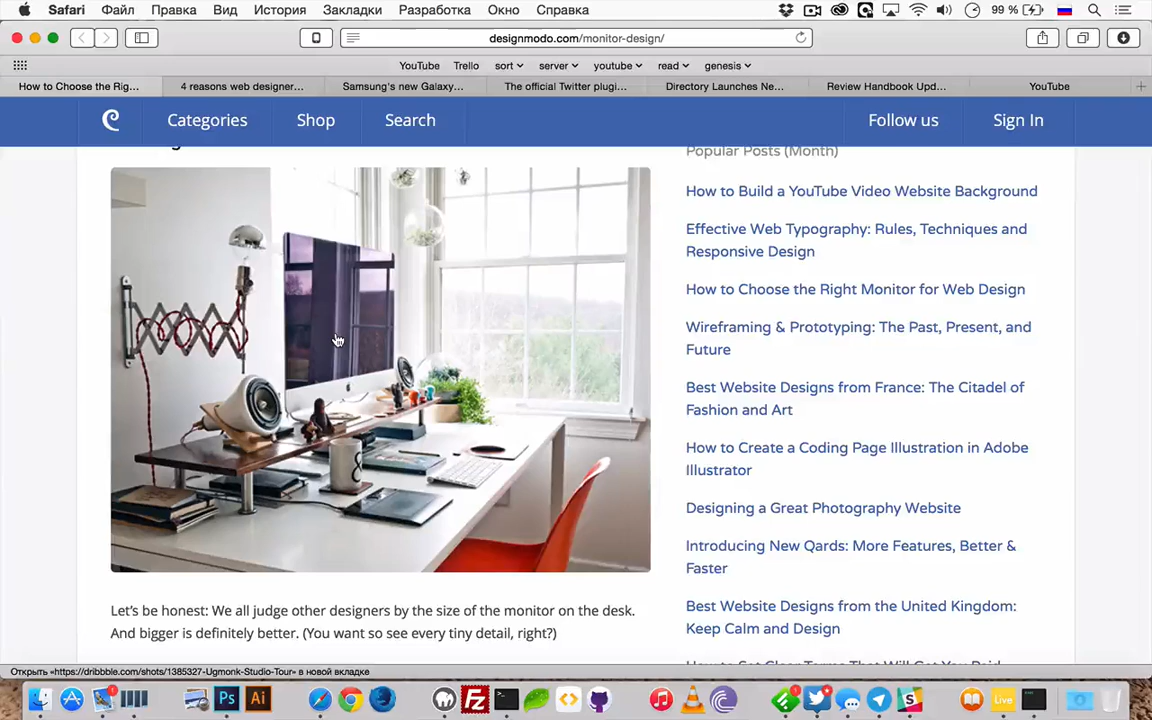 Safari Файл Правка Вид История Закладки Разработка Окно Справка 99 %
designmodo.com/monitor-design/
YouTube Trello sort server youtube read genesis
How to Choose the Rig... 4 reasons web designer... Samsung's new Galaxy... The official Twitter plugi... Directory Launches Ne... Review Handbook Upd... YouTube
Categories Shop Search Follow us Sign In
Popular Posts (Month)
How to Build a YouTube Video Website Background
Effective Web Typography: Rules, Techniques and
Responsive Design
How to Choose the Right Monitor for Web Design
Wireframing & Prototyping: The Past, Present, and
Future
Best Website Designs from France: The Citadel of
Fashion and Art
How to Create a Coding Page Illustration in Adobe
Illustrator
Designing a Great Photography Website
Introducing New Qards: More Features, Better &
Faster
Best Website Designs from the United Kingdom:
Keep Calm and Design
8
Let's be honest: We all judge other designers by the size of the monitor on the desk.
And bigger is definitely better. (You want so see every tiny detail, right?)
Открыть «https://dribbble.com/shots/1385327-Ugmonk-Studio-Tour» в новой вкладке
Ps Ai Fz Live